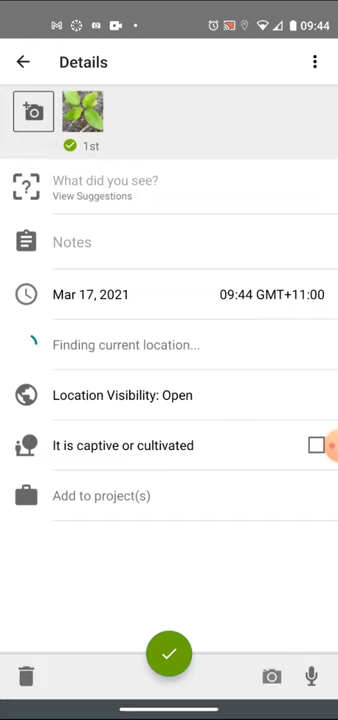 09:44
Details
1st
What did you see?
View Suggestions
Notes
Mar 17, 2021 09:44 GMT+11:00
Finding current location...
Location Visibility: Open
It is captive or cultivated
Add to project(s)